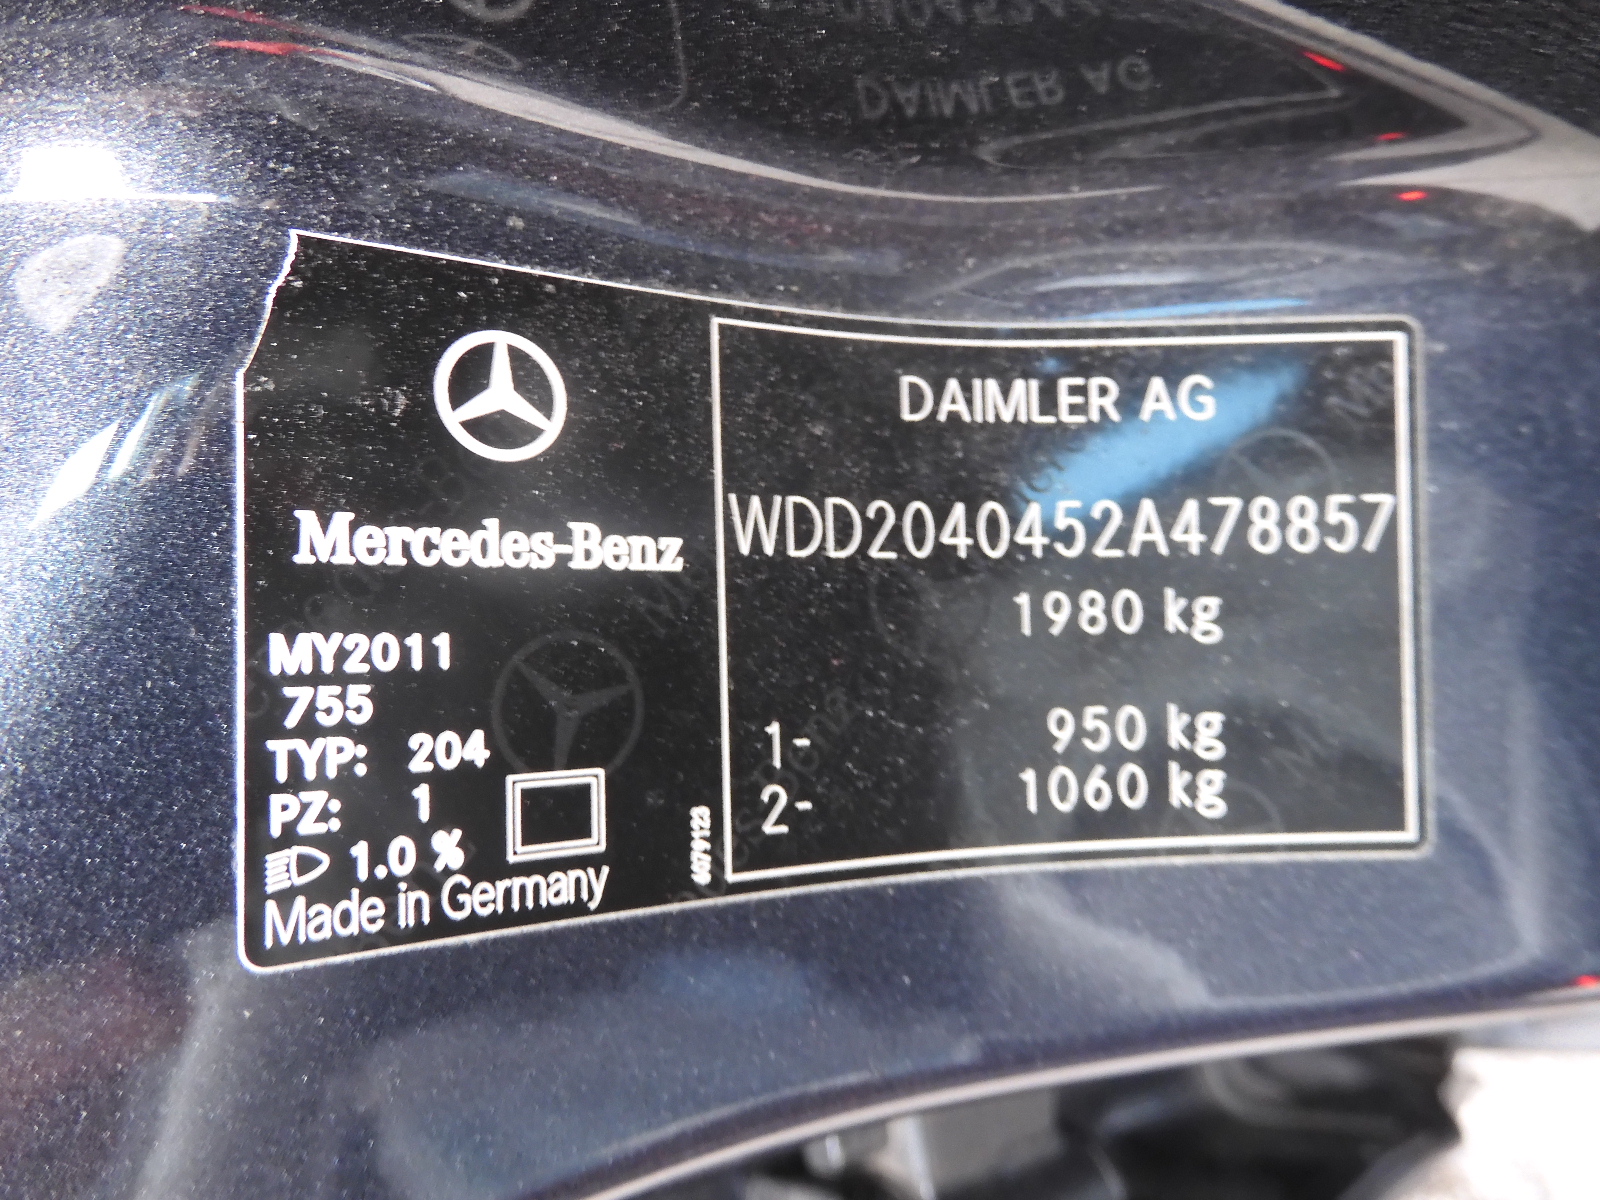 DAIMLER AG
Mercedes-Benz
MY2011
755
TYP: 204
PZ: 1
1.0 %
Made in Germany
6079123
DAIMLER AG
WDD2040452A478857
1980 kg
1- 950 kg
2- 1060 kg